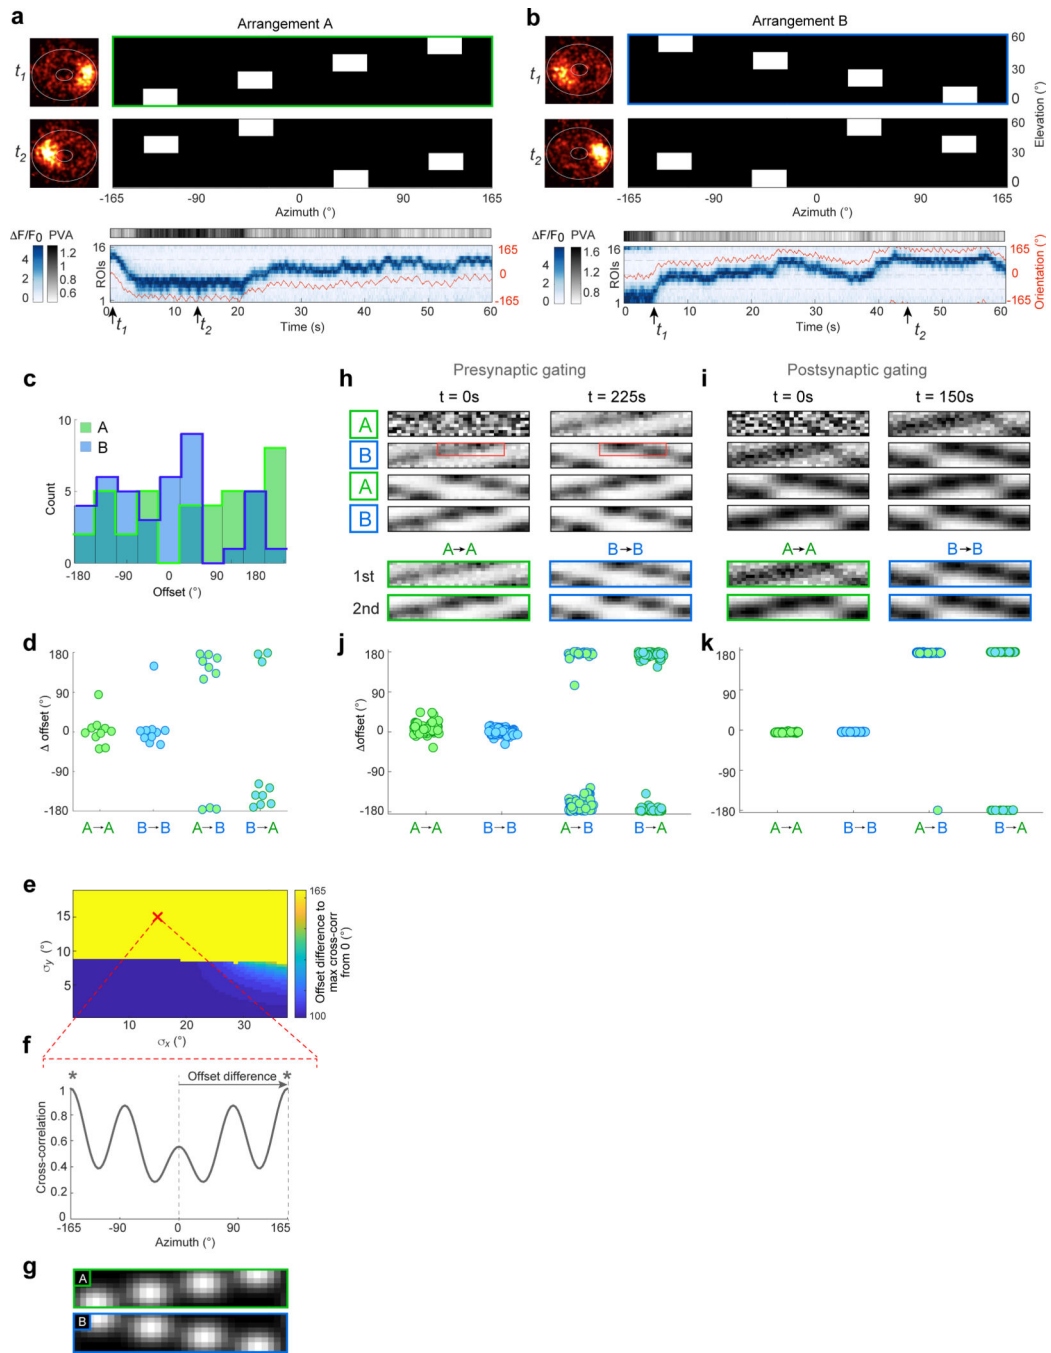 a
Arrangement A
t1
t2
-165
-90
0
90
165
Azimuth (°)
ΔF/F0 PVA
4
2
0
1.2
1
0.8
0.6
ROIs
16
1
165
0
-165
0 10 20 30 40 50 60
t1
t2
Time (s)
b
Arrangement B
t1
t2
60
30
0
60
30
0
Elevation (°)
-165
-90
0
90
165
Azimuth (°)
ΔF/F0 PVA
4
2
0
1.6
1.4
1.2
1
0.8
ROIs
16
1
165
0
-165
Orientation (°)
0 10 20 30 40 50 60
t1
Time (s)
t2
c
10
5
0
Count
A
B
-180 -90 0 90 180
Offset (°)
h
Presynaptic gating
t = 0s
t = 225s
A
B
A
B
A→A
B→B
1st
2nd
i
Postsynaptic gating
t = 0s
t = 150s
A→A
B→B
d
180
90
0
-90
-180
Δ offset (°)
A→A B→B A→B B→A
j
180
90
0
-90
-180
Δoffset (°)
A→A B→B A→B B→A
k
180
90
0
-90
-180
A→A B→B A→B B→A
e
15
10
5
σy (°)
10 20 30
σx (°)
165
100
Offset difference to
max cross-corr
from 0 (°)
f
* *
Offset difference
1
0.8
0.6
0.4
0.2
0
Cross-correlation
-165 -90 0 90 165
Azimuth (°)
g
A
B